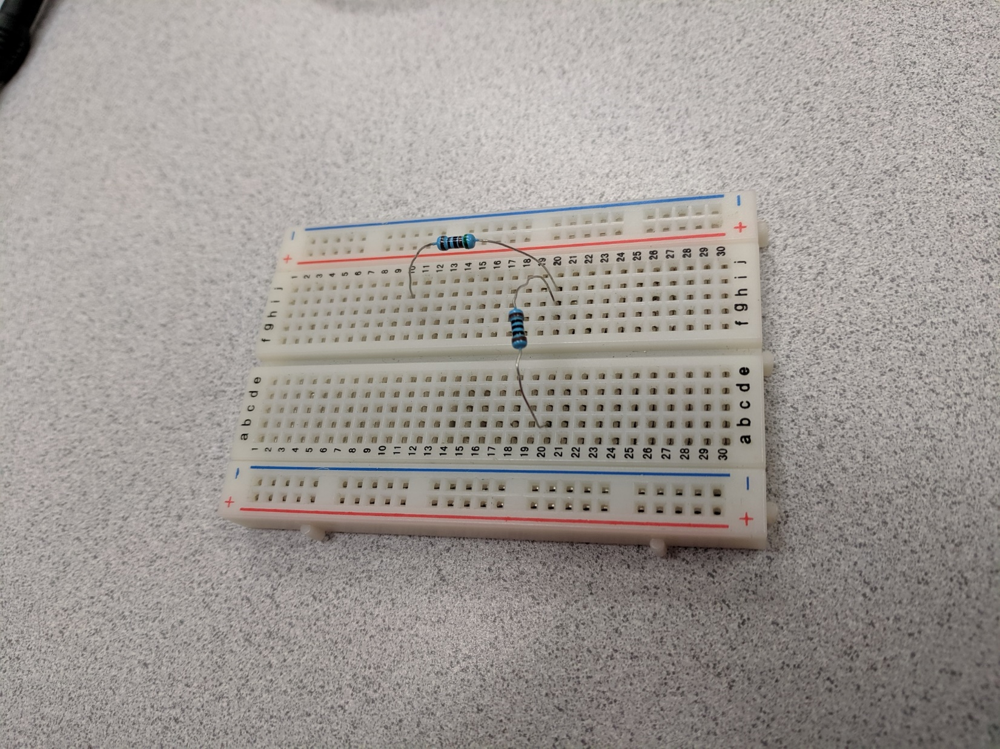 - -
+ +
1 2 3 4 5 6 7 8 9 10 11 12 13 14 15 16 17 18 19 20 21 22 23 24 25 26 27 28 29 30
j j
i i
h h
g g
f f
e e
d d
c c
b b
a a
1 2 3 4 5 6 7 8 9 10 11 12 13 14 15 16 17 18 19 20 21 22 23 24 25 26 27 28 29 30
- -
+ +